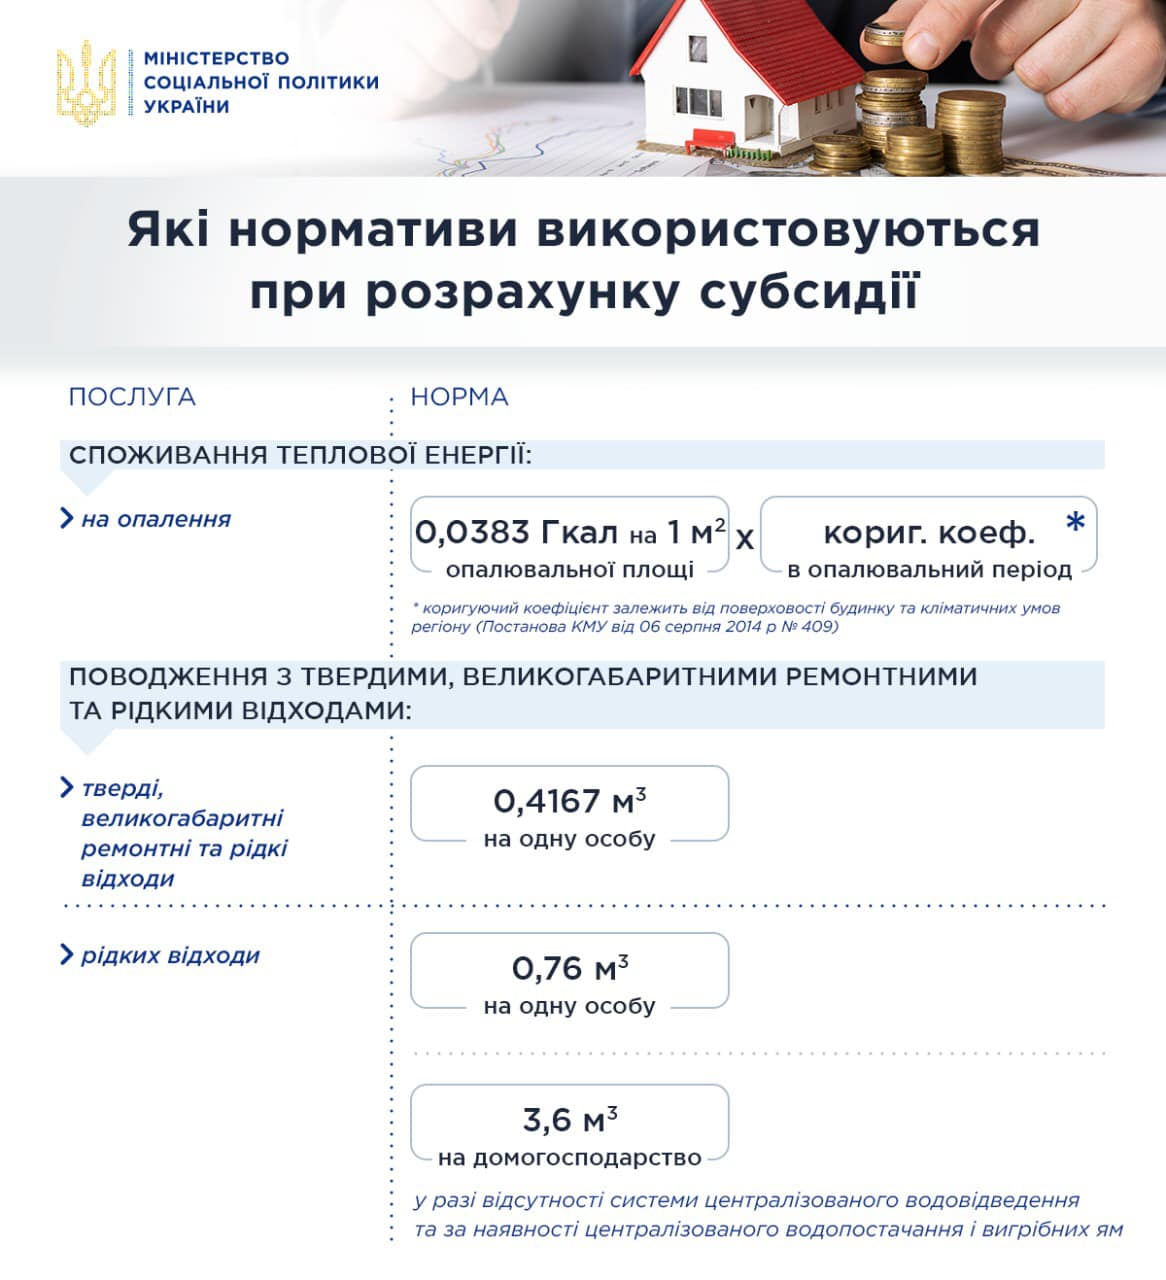 МІНІСТЕРСТВО
СОЦІАЛЬНОЇ ПОЛІТИКИ
УКРАЇНИ
Які нормативи використовуються
при розрахунку субсидії
ПОСЛУГА
НОРМА
СПОЖИВАННЯ ТЕПЛОВОЇ ЕНЕРГІЇ:
на опалення
0,0383 Гкал на 1 м²
опалювальної площі
х
кориг. коеф. *
в опалювальний період
* коригуючий коефіцієнт залежить від поверховості будинку та кліматичних умов
регіону (Постанова КМУ від 06 серпня 2014 р № 409)
ПОВОДЖЕННЯ З ТВЕРДИМИ, ВЕЛИКОГАБАРИТНИМИ РЕМОНТНИМИ
ТА РІДКИМИ ВІДХОДАМИ:
тверді,
великогабаритні
ремонтні та рідкі
відходи
0,4167 м³
на одну особу
рідких відходи
0,76 м³
на одну особу
3,6 м³
на домогосподарство
у разі відсутності системи централізованого водовідведення
та за наявності централізованого водопостачання і вигрібних ям